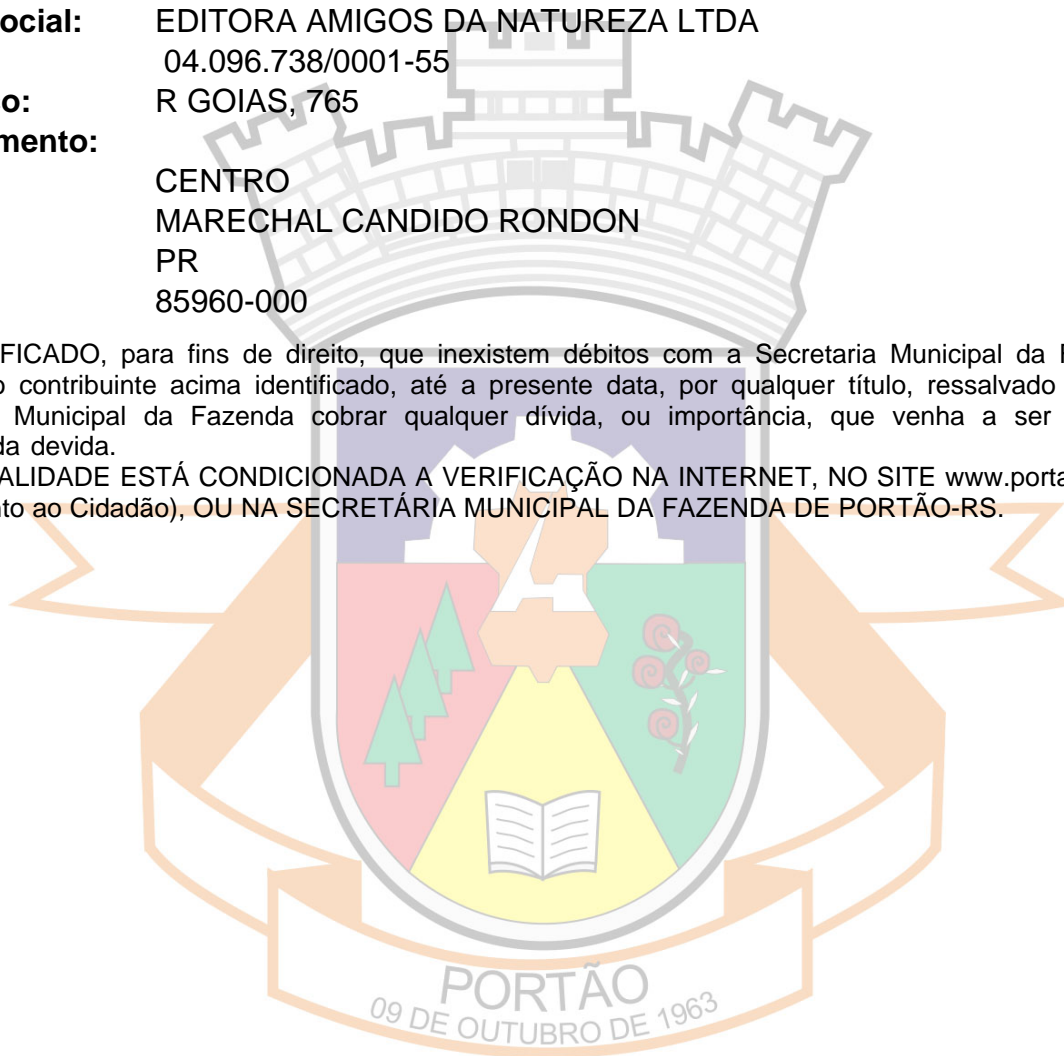 ocial: EDITORA AMIGOS DA NATUREZA LTDA
04.096.738/0001-55
o: R GOIAS, 765
mento:
CENTRO
MARECHAL CANDIDO RONDON
PR
85960-000
FICADO, para fins de direito, que inexistem débitos com a Secretaria Municipal da
o contribuinte acima identificado, até a presente data, por qualquer título, ressalvado
Municipal da Fazenda cobrar qualquer dívida, ou importância, que venha a ser
da devida.
ALIDADE ESTÁ CONDICIONADA A VERIFICAÇÃO NA INTERNET, NO SITE www.porta
nto ao Cidadão), OU NA SECRETÁRIA MUNICIPAL DA FAZENDA DE PORTÃO-RS.
PORTÃO
09 DE OUTUBRO DE 1963